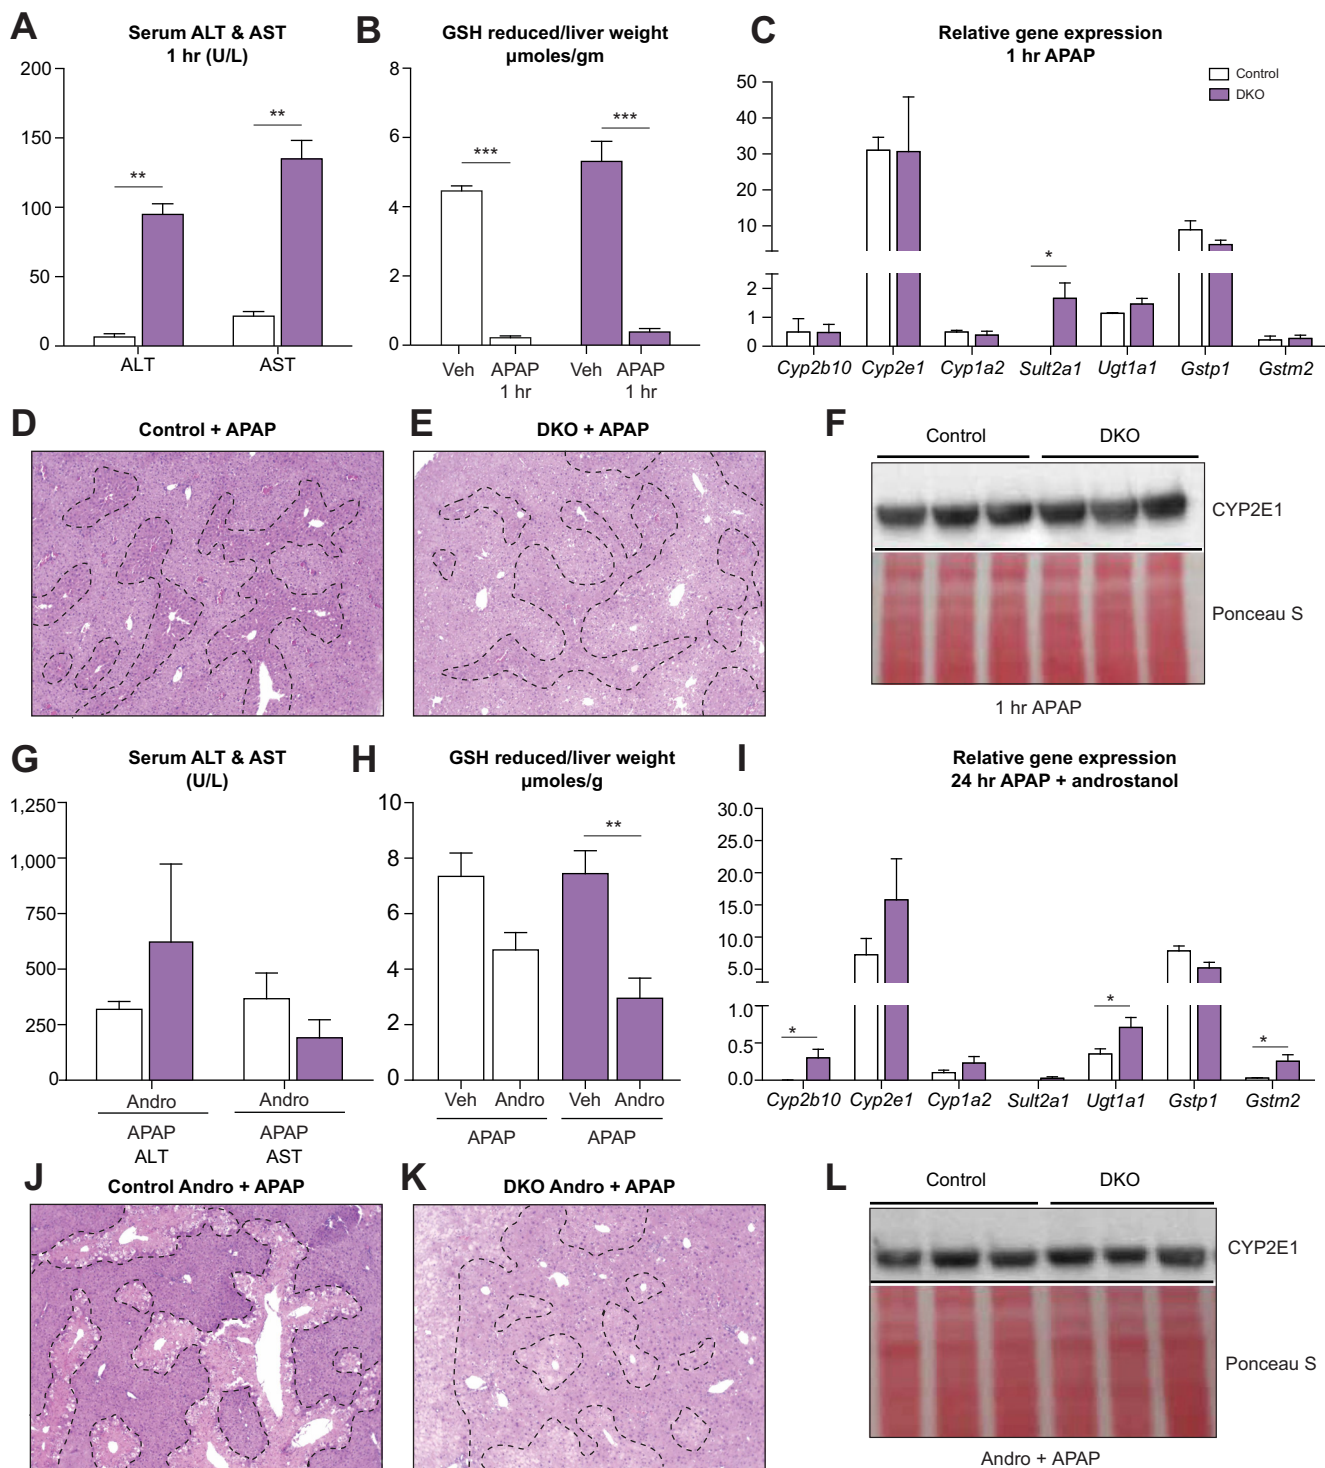 A
Serum ALT & AST
1 hr (U/L)
200
150
100
50
0
**
**
ALT
AST
B
GSH reduced/liver weight
µmoles/gm
8
6
4
2
0
***
***
Veh
APAP
1 hr
Veh
APAP
1 hr
C
Relative gene expression
1 hr APAP
Control
DKO
50
40
30
20
10
2
1
0
*
Cyp2b10
Cyp2e1
Cyp1a2
Sult2a1
Ugt1a1
Gstp1
Gstm2
D
Control + APAP
E
DKO + APAP
F
Control
DKO
CYP2E1
Ponceau S
1 hr APAP
G
Serum ALT & AST
(U/L)
1,250
1,000
750
500
250
0
Andro
Andro
APAP
APAP
ALT
AST
H
GSH reduced/liver weight
µmoles/g
10
8
6
4
2
0
**
Veh
Andro
Veh
Andro
APAP
APAP
I
Relative gene expression
24 hr APAP + androstanol
30.0
25.0
20.0
15.0
10.0
5.0
1.0
0.5
0.0
*
*
*
Cyp2b10
Cyp2e1
Cyp1a2
Sult2a1
Ugt1a1
Gstp1
Gstm2
J
Control Andro + APAP
K
DKO Andro + APAP
L
Control
DKO
CYP2E1
Ponceau S
Andro + APAP